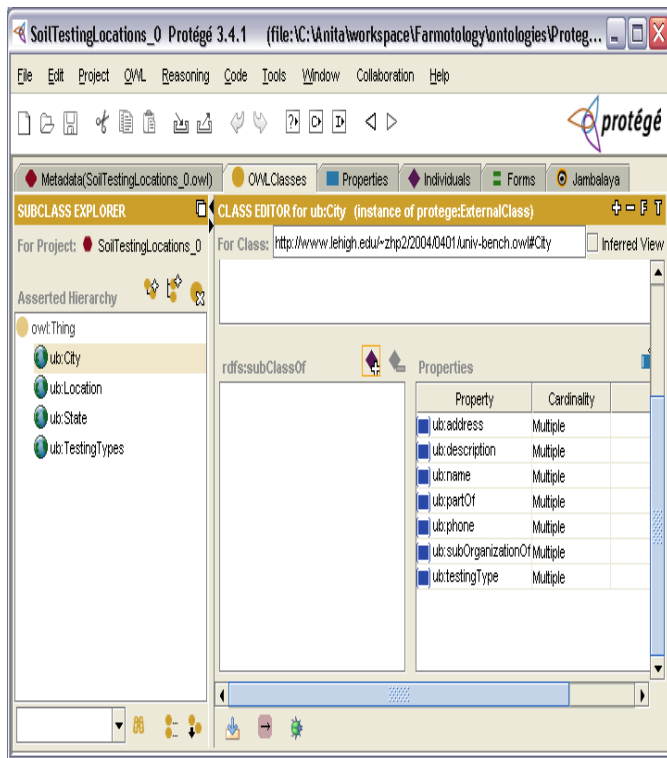 SoilTestingLocations_0 Protégé 3.4.1 (file:\C:\Anita\workspace\Farmotology\ontologies\Proteg...
File Edit Project OWL Reasoning Code Tools Window Collaboration Help
protégé
Metadata(SoilTestingLocations_0.owl) OWLClasses Properties Individuals Forms Jambalaya
SUBCLASS EXPLORER
For Project: SoilTestingLocations_0
Asserted Hierarchy
owl:Thing
ub:City
ub:Location
ub:State
ub:TestingTypes
CLASS EDITOR for ub:City (instance of protege:ExternalClass)
For Class: http://www.lehigh.edu/~zhp2/2004/0401/univ-bench.owl#City Inferred View
rdfs:subClassOf
Properties
Property Cardinality
ub:address Multiple
ub:description Multiple
ub:name Multiple
ub:partOf Multiple
ub:phone Multiple
ub:subOrganizationOf Multiple
ub:testingType Multiple